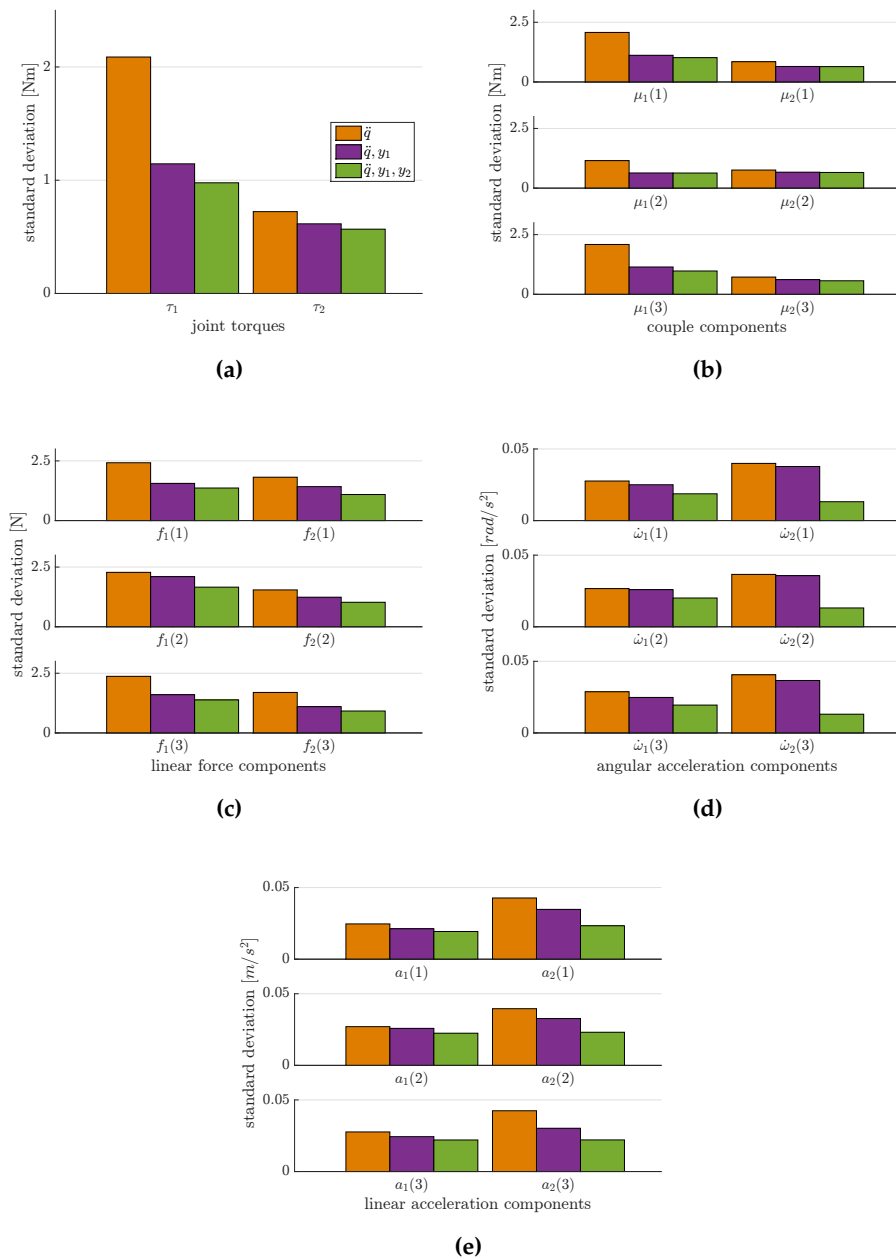 standard deviation [Nm]
2
1
0
q̈
q̈, y₁
q̈, y₁, y₂
τ₁
τ₂
joint torques
(a)
standard deviation [Nm]
2.5
0
μ₁(1)
μ₂(1)
2.5
0
μ₁(2)
μ₂(2)
2.5
0
μ₁(3)
μ₂(3)
couple components
(b)
standard deviation [N]
2.5
0
f₁(1)
f₂(1)
2.5
0
f₁(2)
f₂(2)
2.5
0
f₁(3)
f₂(3)
linear force components
(c)
standard deviation [rad/s²]
0.05
0
ω̇₁(1)
ω̇₂(1)
0.05
0
ω̇₁(2)
ω̇₂(2)
0.05
0
ω̇₁(3)
ω̇₂(3)
angular acceleration components
(d)
standard deviation [m/s²]
0.05
0
a₁(1)
a₂(1)
0.05
0
a₁(2)
a₂(2)
0.05
0
a₁(3)
a₂(3)
linear acceleration components
(e)